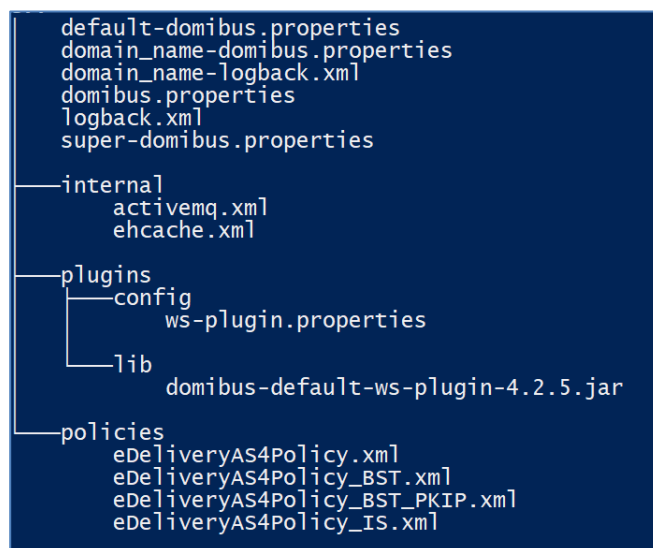 default-domibus.properties
domain_name-domibus.properties
domain_name-logback.xml
domibus.properties
logback.xml
super-domibus.properties
internal
activemq.xml
ehcache.xml
plugins
config
ws-plugin.properties
lib
domibus-default-ws-plugin-4.2.5.jar
policies
eDeliveryAS4Policy.xml
eDeliveryAS4Policy_BST.xml
eDeliveryAS4Policy_BST_PKIP.xml
eDeliveryAS4Policy_IS.xml